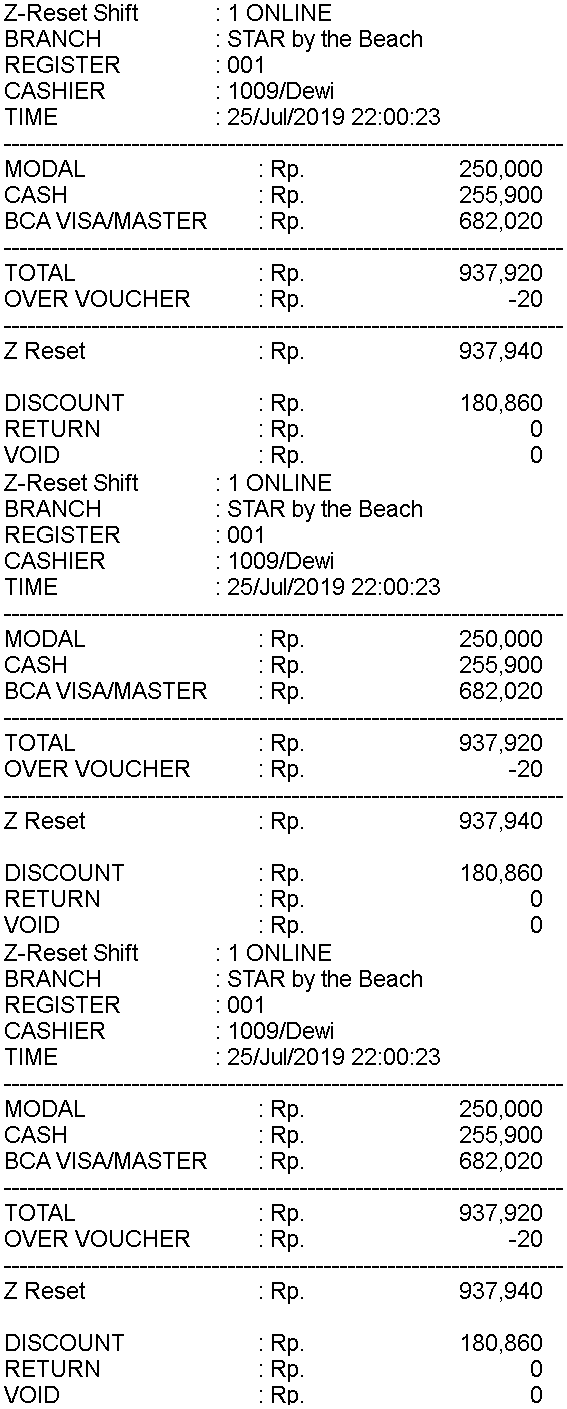 Z-Reset Shift : 1 ONLINE
BRANCH : STAR by the Beach
REGISTER : 001
CASHIER : 1009/Dewi
TIME : 25/Jul/2019 22:00:23
--------------------------------------------------------------------------------
MODAL : Rp. 250,000
CASH : Rp. 255,900
BCA VISA/MASTER : Rp. 682,020
--------------------------------------------------------------------------------
TOTAL : Rp. 937,920
OVER VOUCHER : Rp. -20
--------------------------------------------------------------------------------
Z Reset : Rp. 937,940
DISCOUNT : Rp. 180,860
RETURN : Rp. 0
VOID : Rp. 0
Z-Reset Shift : 1 ONLINE
BRANCH : STAR by the Beach
REGISTER : 001
CASHIER : 1009/Dewi
TIME : 25/Jul/2019 22:00:23
--------------------------------------------------------------------------------
MODAL : Rp. 250,000
CASH : Rp. 255,900
BCA VISA/MASTER : Rp. 682,020
--------------------------------------------------------------------------------
TOTAL : Rp. 937,920
OVER VOUCHER : Rp. -20
--------------------------------------------------------------------------------
Z Reset : Rp. 937,940
DISCOUNT : Rp. 180,860
RETURN : Rp. 0
VOID : Rp. 0
Z-Reset Shift : 1 ONLINE
BRANCH : STAR by the Beach
REGISTER : 001
CASHIER : 1009/Dewi
TIME : 25/Jul/2019 22:00:23
--------------------------------------------------------------------------------
MODAL : Rp. 250,000
CASH : Rp. 255,900
BCA VISA/MASTER : Rp. 682,020
--------------------------------------------------------------------------------
TOTAL : Rp. 937,920
OVER VOUCHER : Rp. -20
--------------------------------------------------------------------------------
Z Reset : Rp. 937,940
DISCOUNT : Rp. 180,860
RETURN : Rp. 0
VOID : Rp. 0